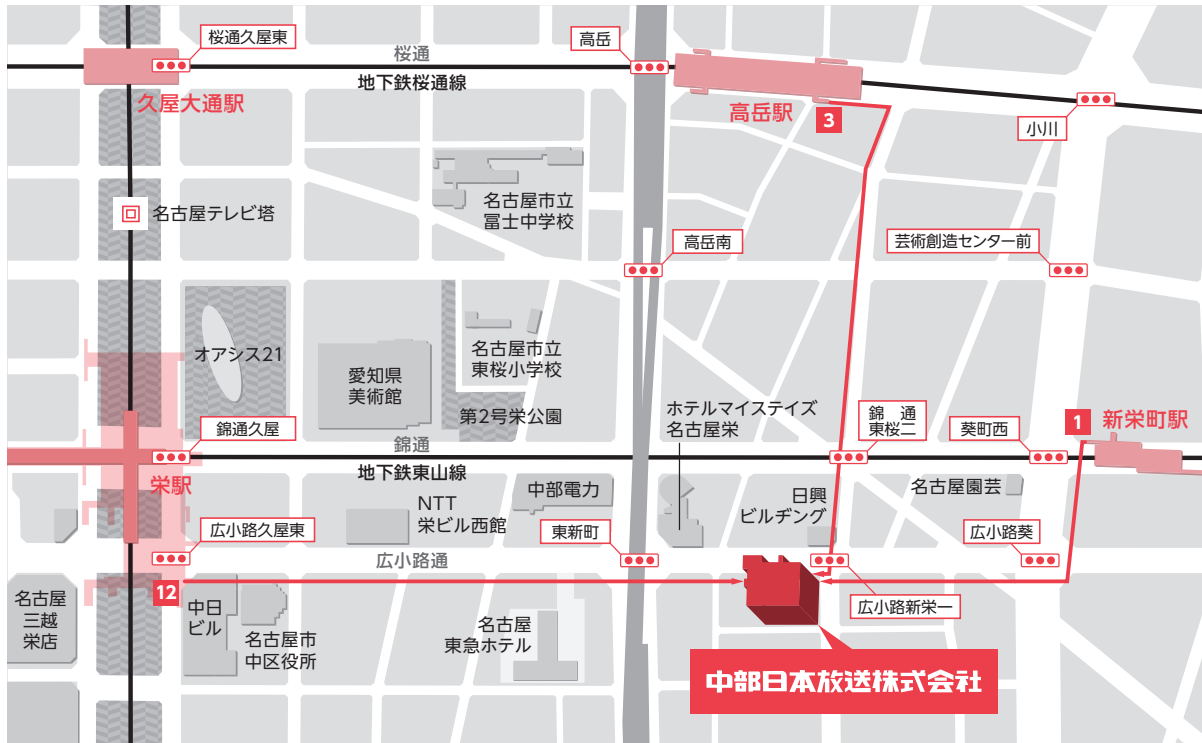 桜通久屋東
桜通
高岳
地下鉄桜通線
久屋大通駅
高岳駅
3
小川
名古屋テレビ塔
名古屋市立
冨士中学校
高岳南
芸術創造センター前
オアシス21
愛知県
美術館
名古屋市立
東桜小学校
第2号栄公園
ホテルマイステイズ
名古屋栄
錦　通
東桜二
葵町西
1
新栄町駅
錦通久屋
錦通
地下鉄東山線
栄駅
NTT
栄ビル西館
中部電力
日興
ビルヂング
名古屋園芸
広小路久屋東
広小路通
東新町
広小路葵
12
名古屋
三越
栄店
中日
ビル
名古屋市
中区役所
名古屋
東急ホテル
広小路新栄一
中部日本放送株式会社